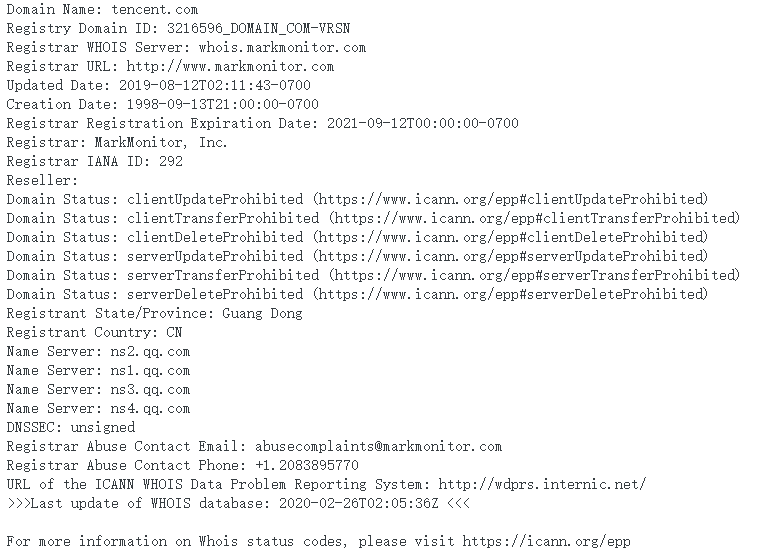 Domain Name: tencent.com
Registry Domain ID: 3216596_DOMAIN_COM-VRSN
Registrar WHOIS Server: whois.markmonitor.com
Registrar URL: http://www.markmonitor.com
Updated Date: 2019-08-12T02:11:43-0700
Creation Date: 1998-09-13T21:00:00-0700
Registrar Registration Expiration Date: 2021-09-12T00:00:00-0700
Registrar: MarkMonitor, Inc.
Registrar IANA ID: 292
Reseller:
Domain Status: clientUpdateProhibited (https://www.icann.org/epp#clientUpdateProhibited)
Domain Status: clientTransferProhibited (https://www.icann.org/epp#clientTransferProhibited)
Domain Status: clientDeleteProhibited (https://www.icann.org/epp#clientDeleteProhibited)
Domain Status: serverUpdateProhibited (https://www.icann.org/epp#serverUpdateProhibited)
Domain Status: serverTransferProhibited (https://www.icann.org/epp#serverTransferProhibited)
Domain Status: serverDeleteProhibited (https://www.icann.org/epp#serverDeleteProhibited)
Registrant State/Province: Guang Dong
Registrant Country: CN
Name Server: ns2.qq.com
Name Server: ns1.qq.com
Name Server: ns3.qq.com
Name Server: ns4.qq.com
DNSSEC: unsigned
Registrar Abuse Contact Email: abusecomplaints@markmonitor.com
Registrar Abuse Contact Phone: +1.2083895770
URL of the ICANN WHOIS Data Problem Reporting System: http://wdprs.internic.net/
>>>Last update of WHOIS database: 2020-02-26T02:05:36Z <<<
For more information on Whois status codes, please visit https://icann.org/epp